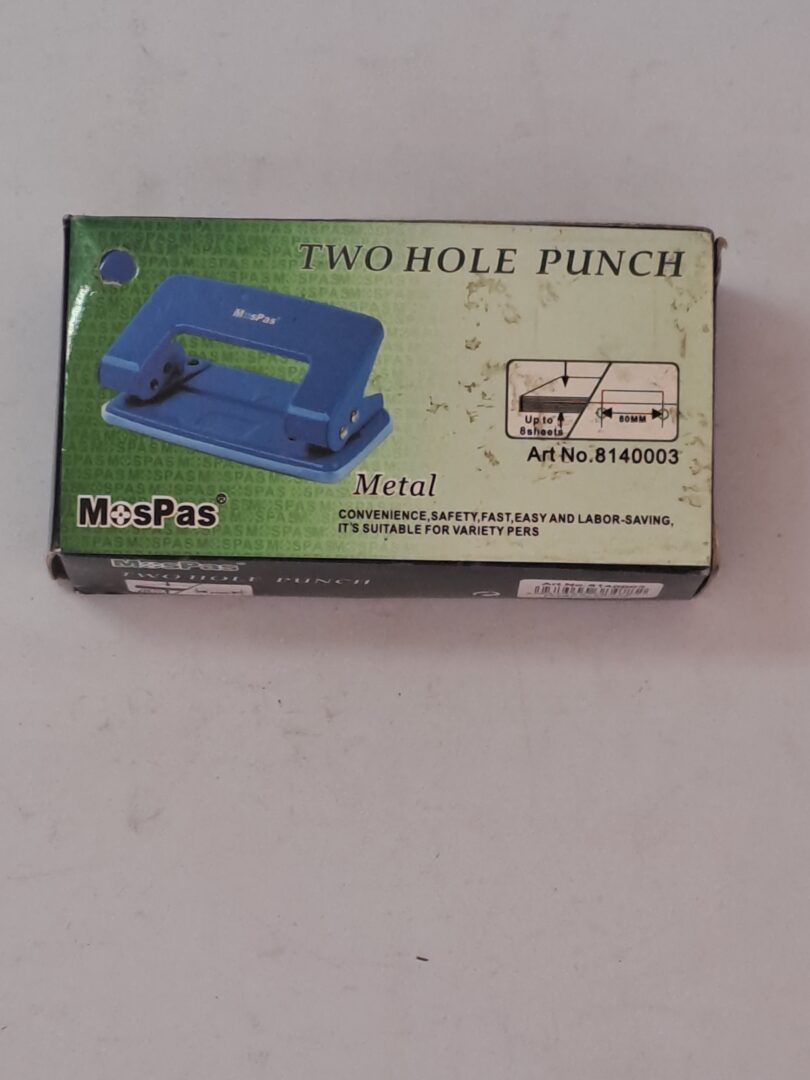 TWO HOLE PUNCH
MosPas
Up to
8sheets
80MM
Art No.8140003
Metal
MosPas®
CONVENIENCE,SAFETY,FAST,EASY AND LABOR-SAVING,
IT'S SUITABLE FOR VARIETY PERS
MosPas®
TWO HOLE PUNCH